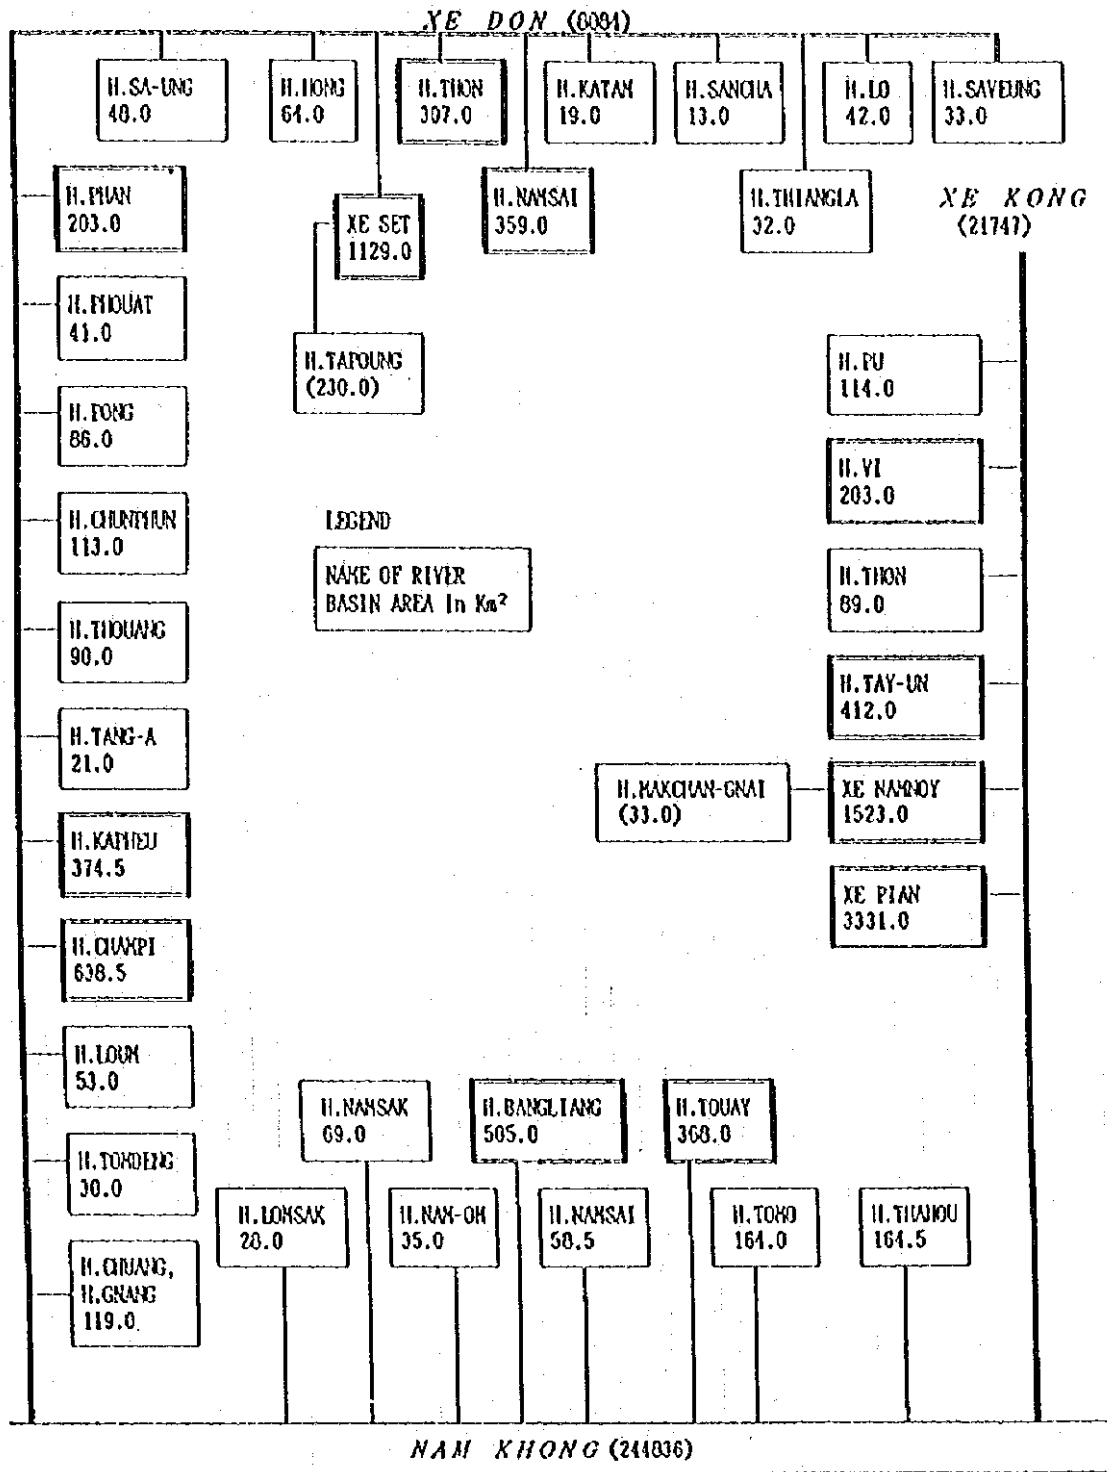 XE DON (6084)
H.SA-UNG
40.0
H.HONG
64.0
H.THON
307.0
H.KATAM
19.0
H.SANCHA
13.0
H.LO
42.0
H.SAVEUNG
33.0
H.PHAN
203.0
XE SET
1129.0
H.NAMSAI
359.0
H.THIANGLA
32.0
XE KONG
(21747)
H.PHOUAT
41.0
H.TAPOUNG
(230.0)
H.PU
114.0
H.PONG
86.0
H.VI
203.0
H.CHUNPHUN
113.0
LEGEND
NAME OF RIVER
BASIN AREA In Km²
H.THON
89.0
H.THOUANG
90.0
H.TAY-UN
412.0
H.TANG-A
21.0
H.MAKCHAN-GNAI
(33.0)
XE NAMNOY
1523.0
H.KAPHEU
374.5
XE PIAN
3331.0
H.CHAMPI
638.5
H.LOUM
53.0
H.NAMSAK
69.0
H.BANGLIANG
505.0
H.TOUAY
368.0
H.TOMDENG
30.0
H.LOMSAK
28.0
H.NAM-OM
35.0
H.NAMSAI
58.5
H.TOMO
164.0
H.THAMOU
164.5
H.CHUANG,
H.GNANG
119.0
NAM KHONG (244036)